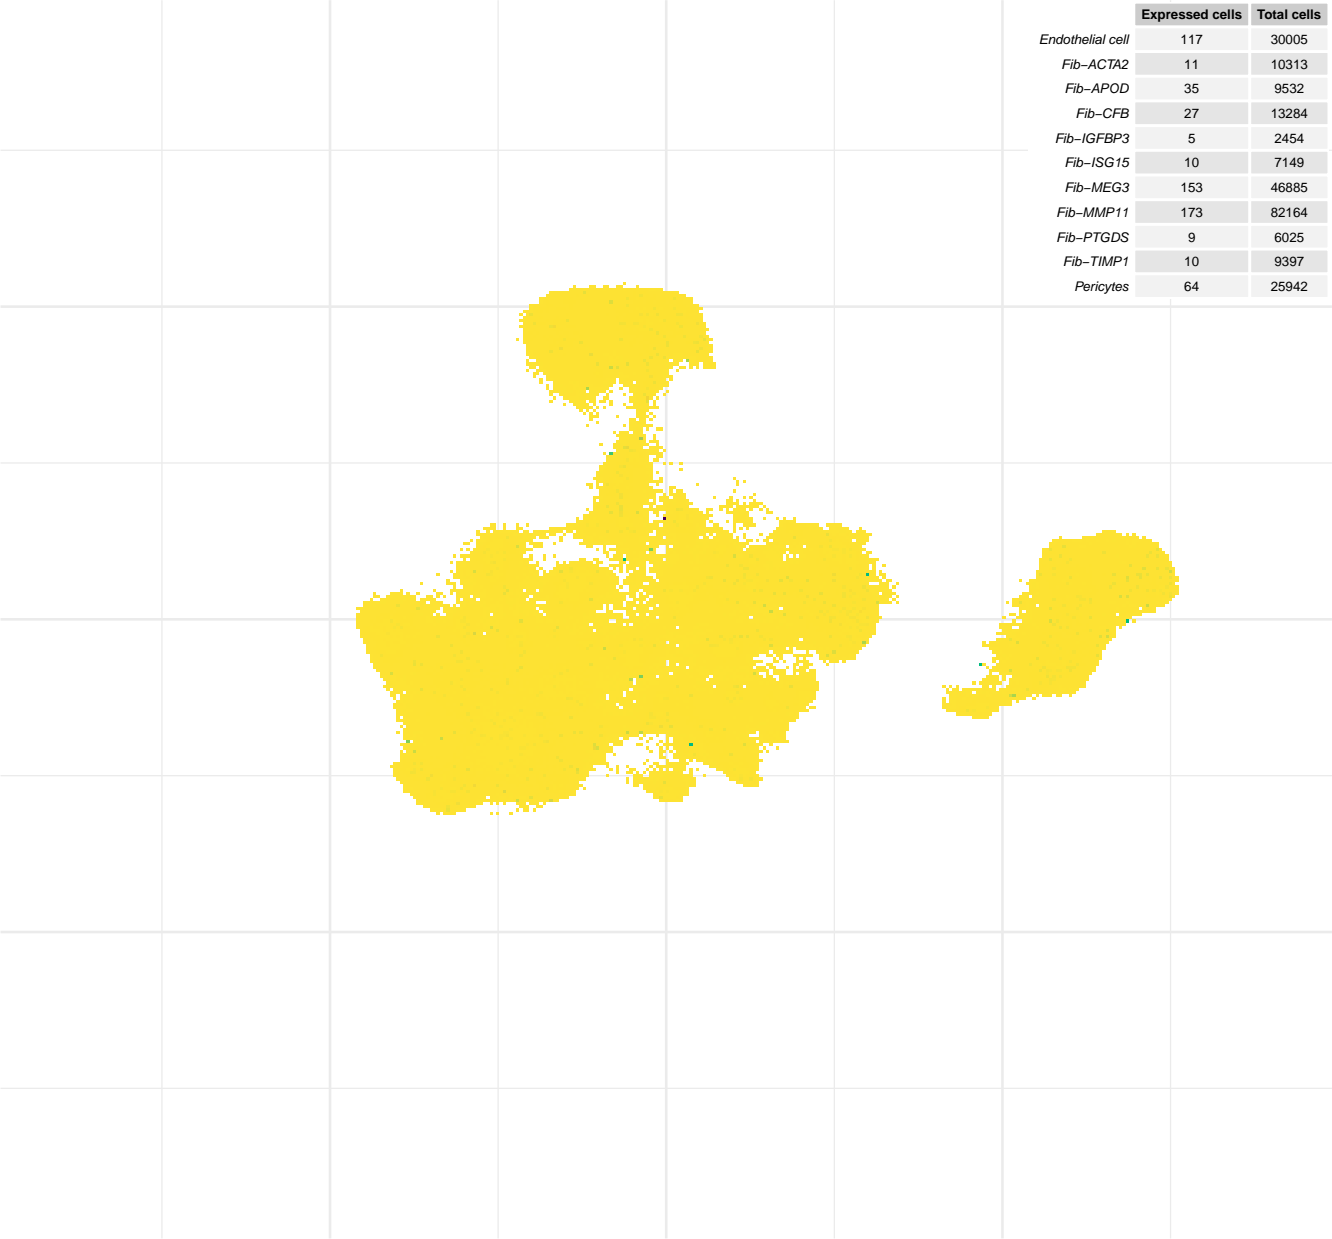 Expressed cells Total cells
Endothelial cell 117 30005
Fib−ACTA2 11 10313
Fib−APOD 35 9532
Fib−CFB 27 13284
Fib−IGFBP3 5 2454
Fib−ISG15 10 7149
Fib−MEG3 153 46885
Fib−MMP11 173 82164
Fib−PTGDS 9 6025
Fib−TIMP1 10 9397
Pericytes 64 25942